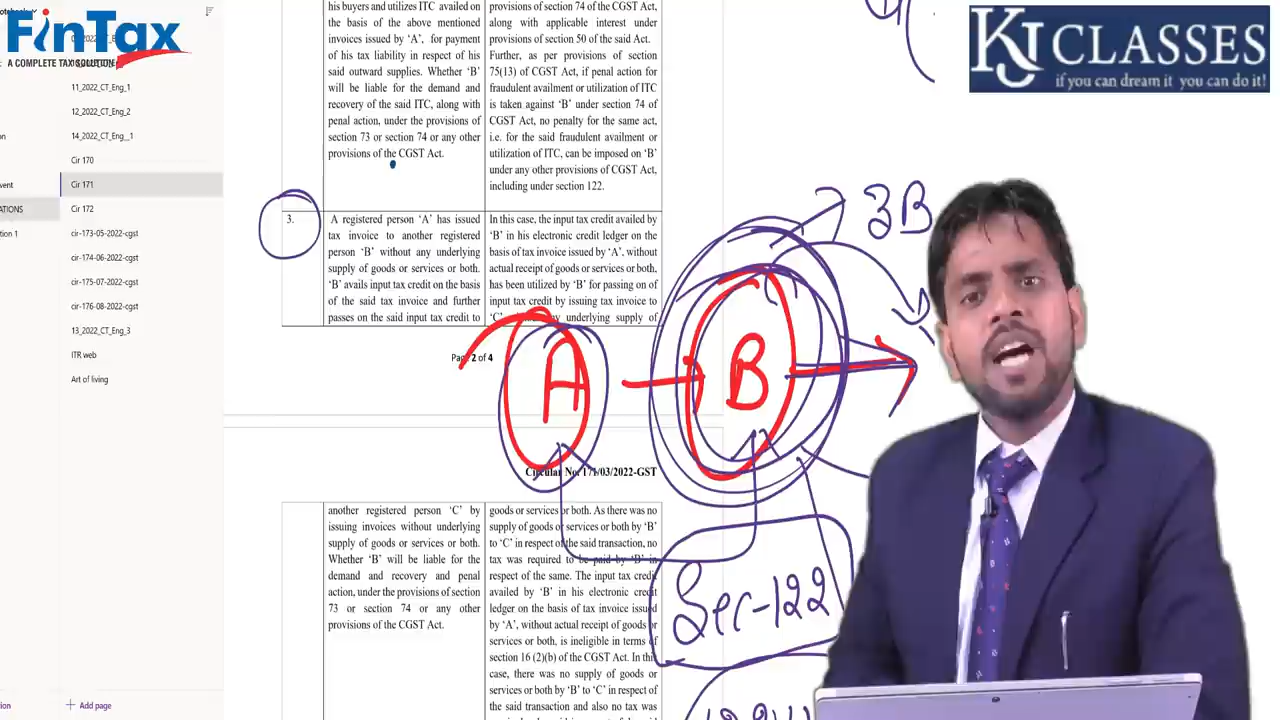 otebook
FinTax
A COMPLETE TAX SOLUTION
11_2022_CT_Eng_1
12_2022_CT_Eng_2
on
14_2022_CT_Eng__1
Cir 170
vent
Cir 171
ATIONS
Cir 172
tion 1
cir-173-05-2022-cgst
cir-174-06-2022-cgst
cir-175-07-2022-cgst
cir-176-08-2022-cgst
13_2022_CT_Eng_3
ITR web
Art of living
ion
+ Add page
his buyers and utilizes ITC availed on
the basis of the above mentioned
invoices issued by ‘A’, for payment
of his tax liability in respect of his
said outward supplies. Whether ‘B’
will be liable for the demand and
recovery of the said ITC, along with
penal action, under the provisions of
section 73 or section 74 or any other
provisions of the CGST Act.
provisions of section 74 of the CGST Act,
along with applicable interest under
provisions of section 50 of the said Act.
Further, as per provisions of section
75(13) of CGST Act, if penal action for
fraudulent availment or utilization of ITC
is taken against ‘B’ under section 74 of
CGST Act, no penalty for the same act,
i.e. for the said fraudulent availment or
utilization of ITC, can be imposed on ‘B’
under any other provisions of CGST Act,
including under section 122.
3.
A registered person ‘A’ has issued
tax invoice to another registered
person ‘B’ without any underlying
supply of goods or services or both.
‘B’ avails input tax credit on the basis
of the said tax invoice and further
passes on the said input tax credit to
In this case, the input tax credit availed by
‘B’ in his electronic credit ledger on the
basis of tax invoice issued by ‘A’, without
actual receipt of goods or services or both,
has been utilized by ‘B’ for passing on of
input tax credit by issuing tax invoice to
‘C’ any underlying supply of
Page 2 of 4
A
B
3B
Circular No. 171/03/2022-GST
another registered person ‘C’ by
issuing invoices without underlying
supply of goods or services or both.
Whether ‘B’ will be liable for the
demand and recovery and penal
action, under the provisions of section
73 or section 74 or any other
provisions of the CGST Act.
goods or services or both. As there was no
supply of goods or services or both by ‘B’
to ‘C’ in respect of the said transaction, no
tax was required to be paid by ‘B’ in
respect of the same. The input tax credit
availed by ‘B’ in his electronic credit
ledger on the basis of tax invoice issued
by ‘A’, without actual receipt of goods or
services or both, is ineligible in terms of
section 16 (2)(b) of the CGST Act. In this
case, there was no supply of goods or
services or both by ‘B’ to ‘C’ in respect of
the said transaction and also no tax was
Sec-122
KJ CLASSES
if you can dream it you can do it!